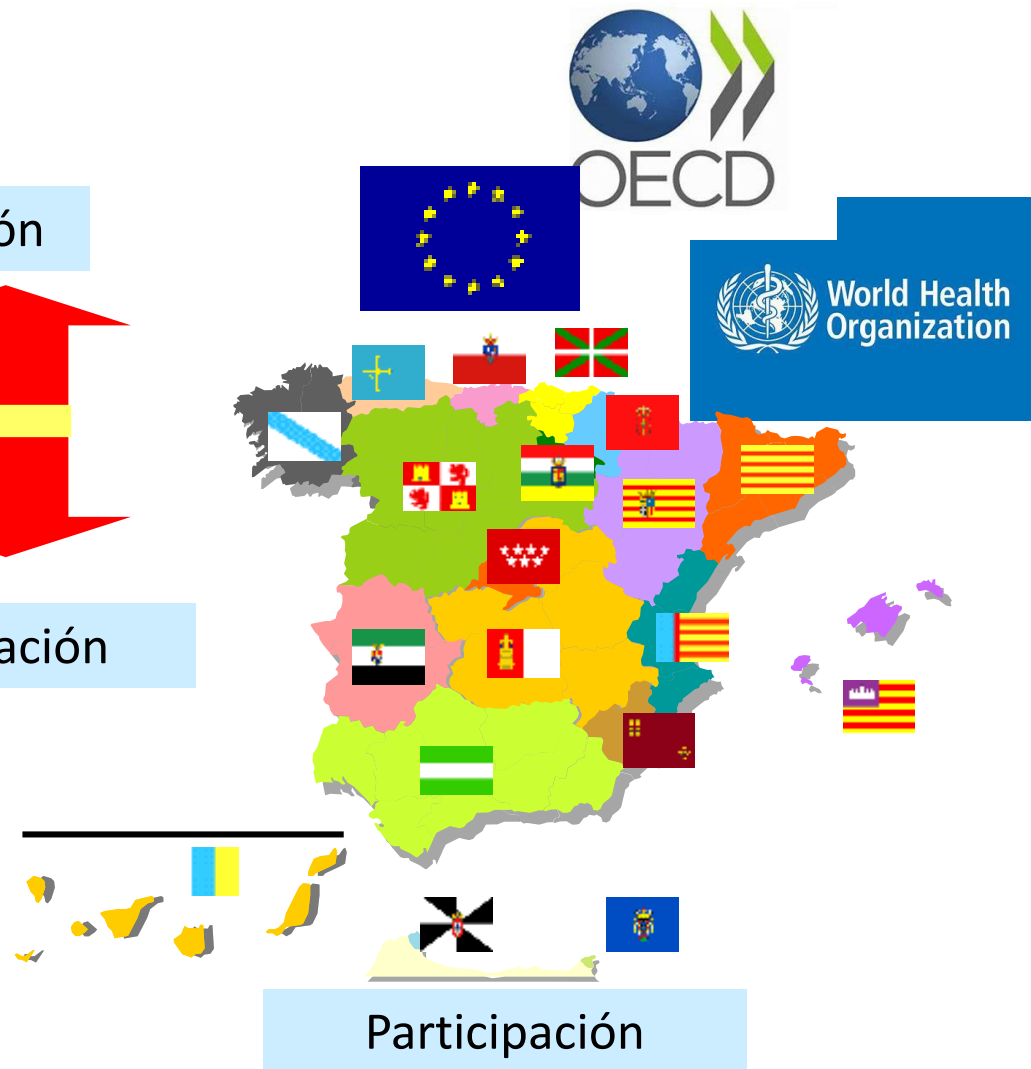 OECD
ón
World Health
Organization
ación
Participación